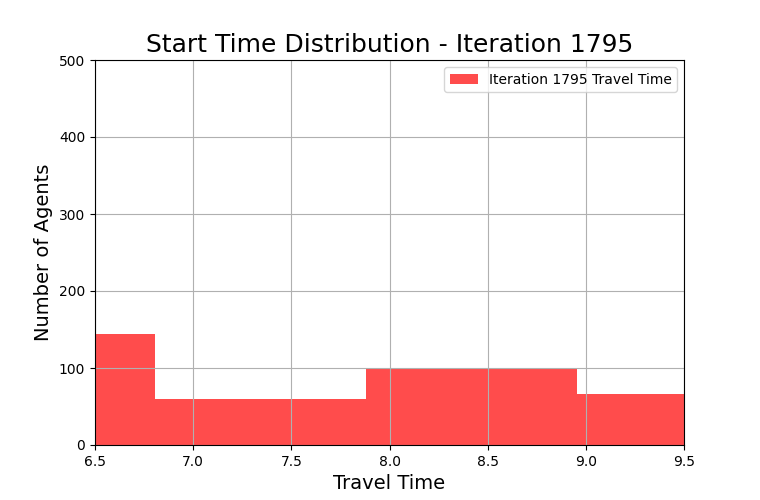 Start Time Distribution - Iteration 1795
Iteration 1795 Travel Time
Number of Agents
500
400
300
200
100
0
6.5 7.0 7.5 8.0 8.5 9.0 9.5
Travel Time